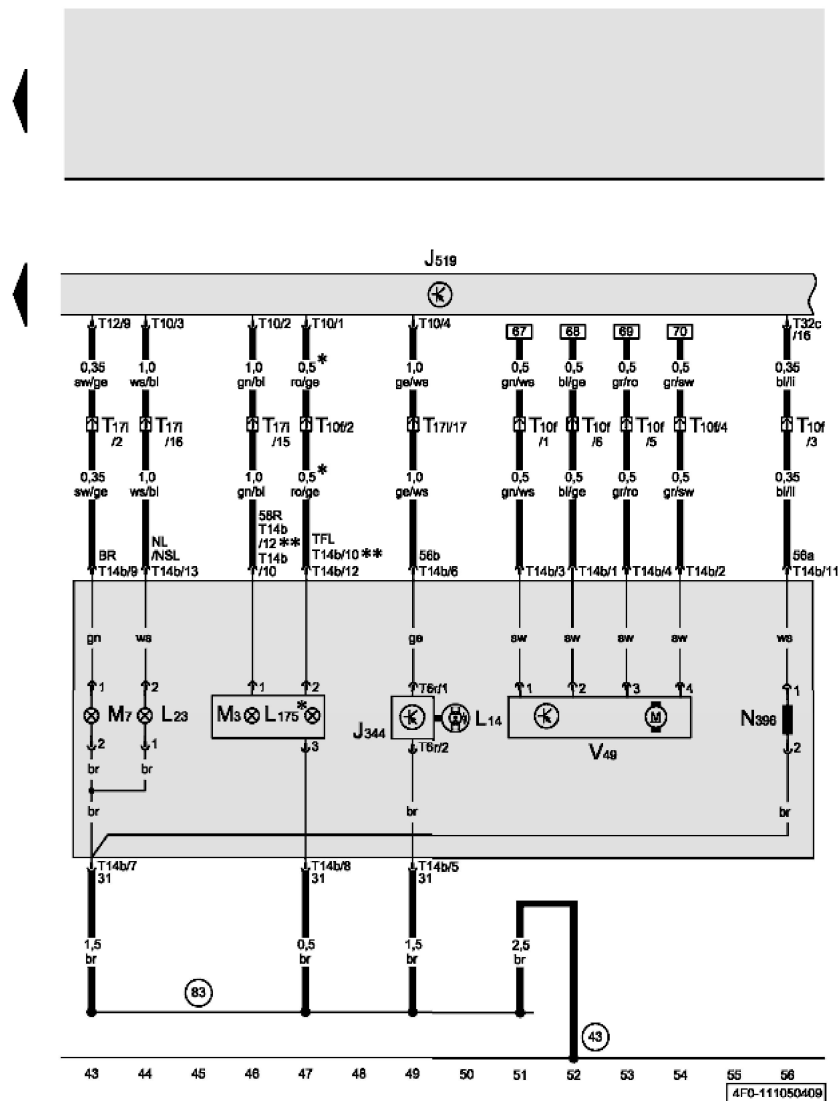 J519
T12/9 T10/3 T10/2 T10/1 T10/4 67 68 69 70 T32c
/16
0,35 1,0 1,0 0,5 * 1,0 0,5 0,5 0,5 0,5 0,35
sw/ge ws/bl gn/bl ro/ge ge/ws gn/ws bl/ge gr/ro gr/sw bl/li
T17l T17l T17l T10f/2 T17l/17 T10f T10f T10f T10f/4 T10f
/2 /16 /15 /1 /6 /5 /3
0,35 1,0 1,0 0,5 * 1,0 0,5 0,5 0,5 0,5 0,35
sw/ge ws/bl gn/bl ro/ge ge/ws gn/ws bl/ge gr/ro gr/sw bl/li
58R
T14b
NL /12 ** TFL
BR /NSL T14b T14b/10 ** 56b 56a
T14b/9 T14b/13 /10 T14b/12 T14b/6 T14b/3 T14b/1 T14b/4 T14b/2 T14b/11
gn ws ge sw sw sw sw ws
1 2 1 2 T6r/1 1 2 3 4 1
M7 L23 M3 L175 * J344 L14 M V49 N396
2 1 3 T6r/2 2
br br
br br br
T14b/7 T14b/8 T14b/5
31 31 31
1,5 0,5 1,5 2,5
br br br br
83
43
43 44 45 46 47 48 49 50 51 52 53 54 55 56
4F0-111050409